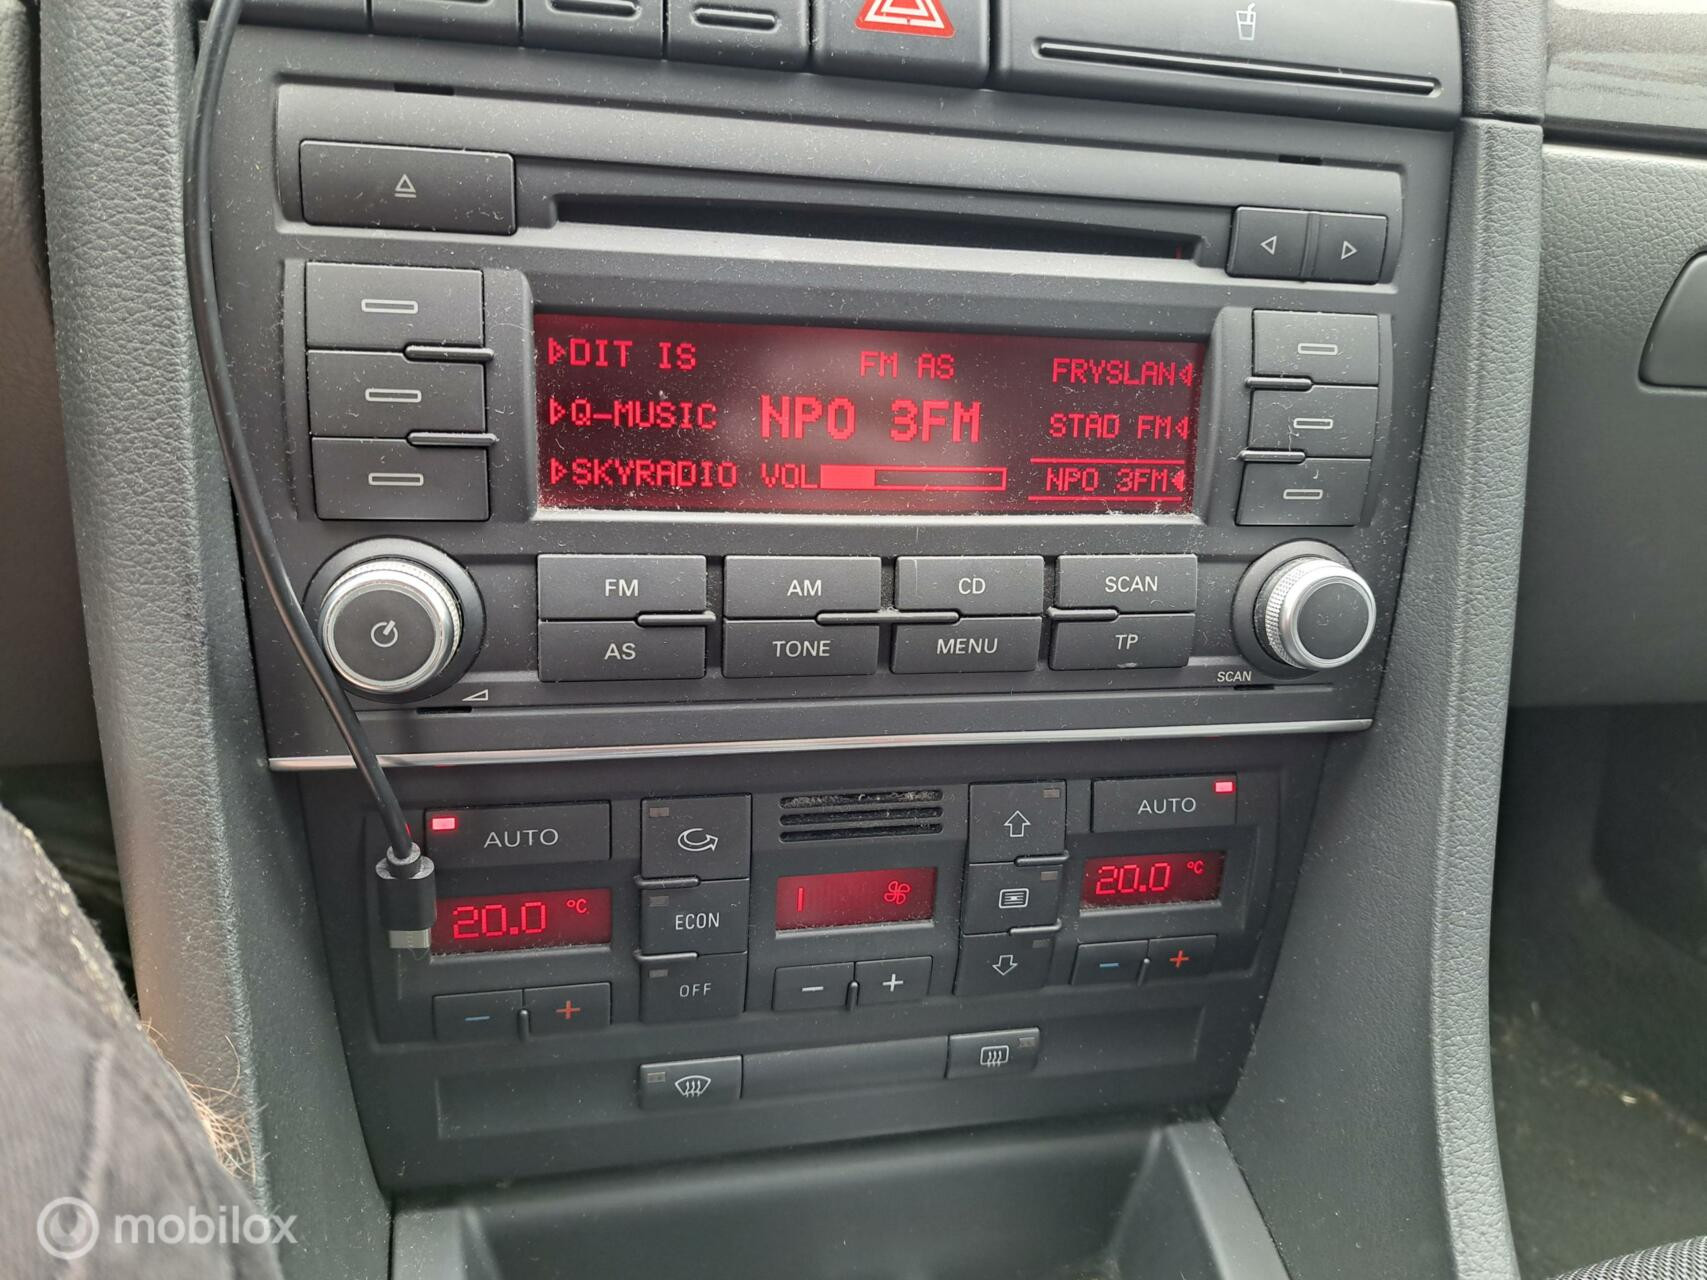 DIT IS FM AS FRYSLAN
Q-MUSIC NPO 3FM STAD FM
SKYRADIO VOL NPO 3FM
FM AM CD SCAN
AS TONE MENU TP
SCAN
AUTO AUTO
20.0 °C 1 20.0 °C
ECON
OFF
- + - + - +
mobilox